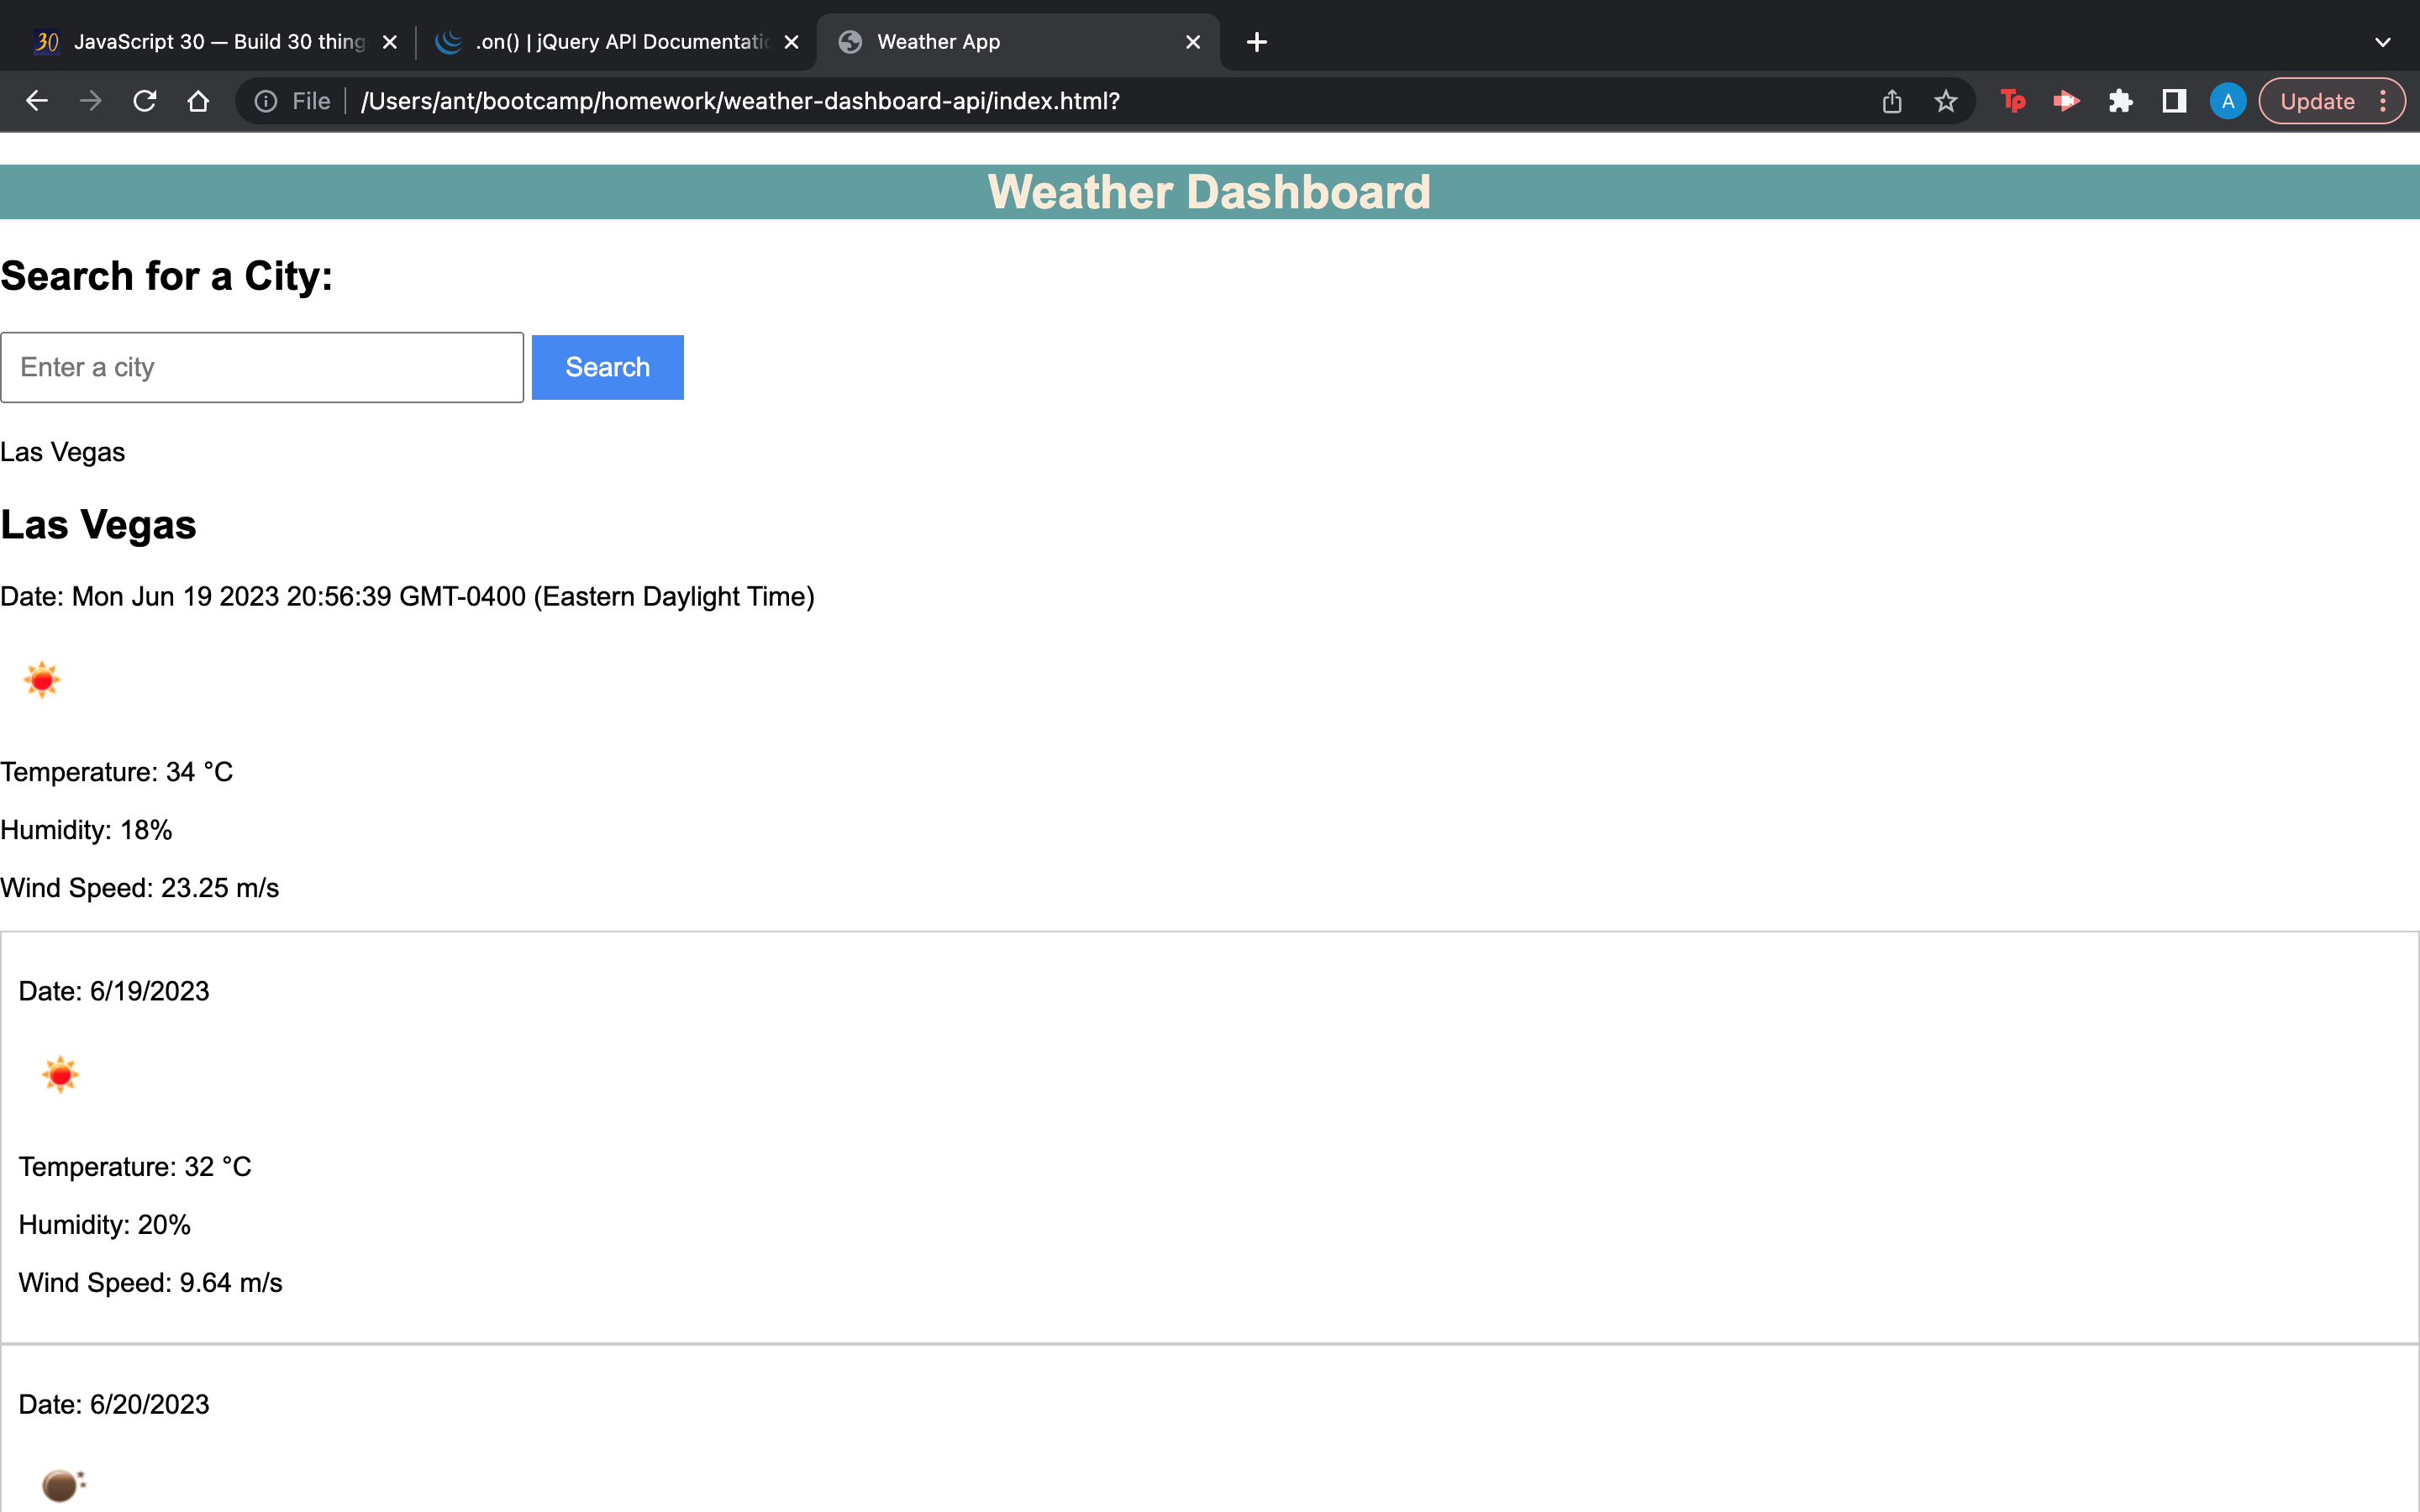 30 JavaScript 30 — Build 30 thing
.on() | jQuery API Documentatio
Weather App
File /Users/ant/bootcamp/homework/weather-dashboard-api/index.html?
Tp
A
Update
Weather Dashboard
Search for a City:
Enter a city
Search
Las Vegas
Las Vegas
Date: Mon Jun 19 2023 20:56:39 GMT-0400 (Eastern Daylight Time)
Temperature: 34 °C
Humidity: 18%
Wind Speed: 23.25 m/s
Date: 6/19/2023
Temperature: 32 °C
Humidity: 20%
Wind Speed: 9.64 m/s
Date: 6/20/2023